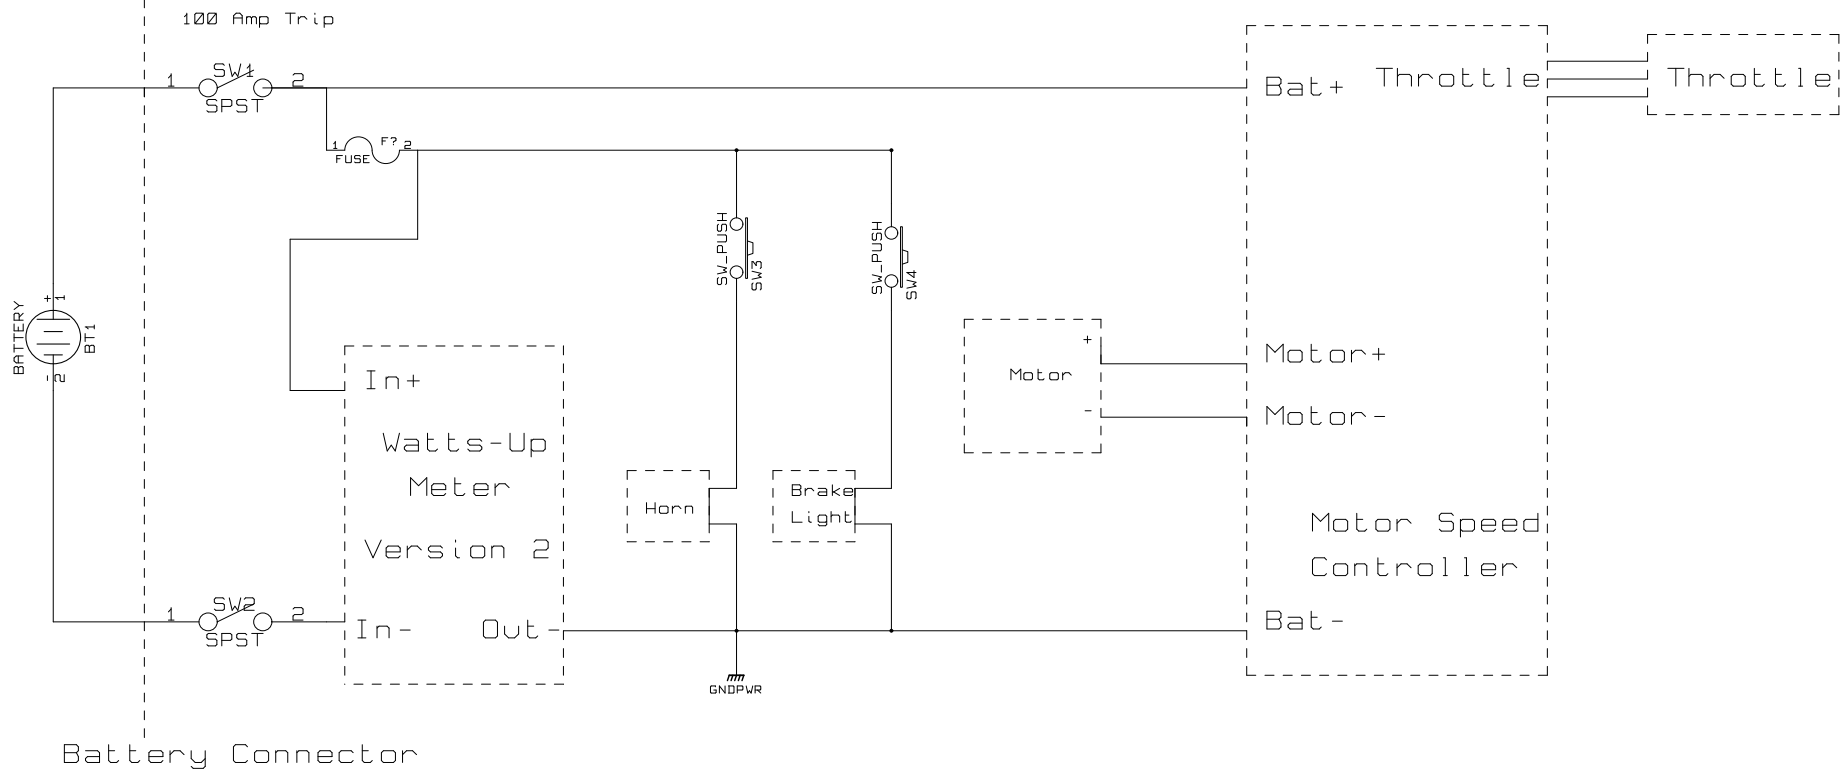 100 Amp Trip
SW1
1
2
SPST
Bat+
Throttle
Throttle
1
F?
2
FUSE
SW_PUSH
SW3
SW_PUSH
SW4
BATTERY
+
1
BT1
-
2
In+
Watts-Up
Meter
Version 2
In-
Out-
Horn
Brake
Light
+
Motor
-
Motor+
Motor-
Motor Speed
Controller
Bat-
SW2
1
2
SPST
GNDPWR
Battery Connector